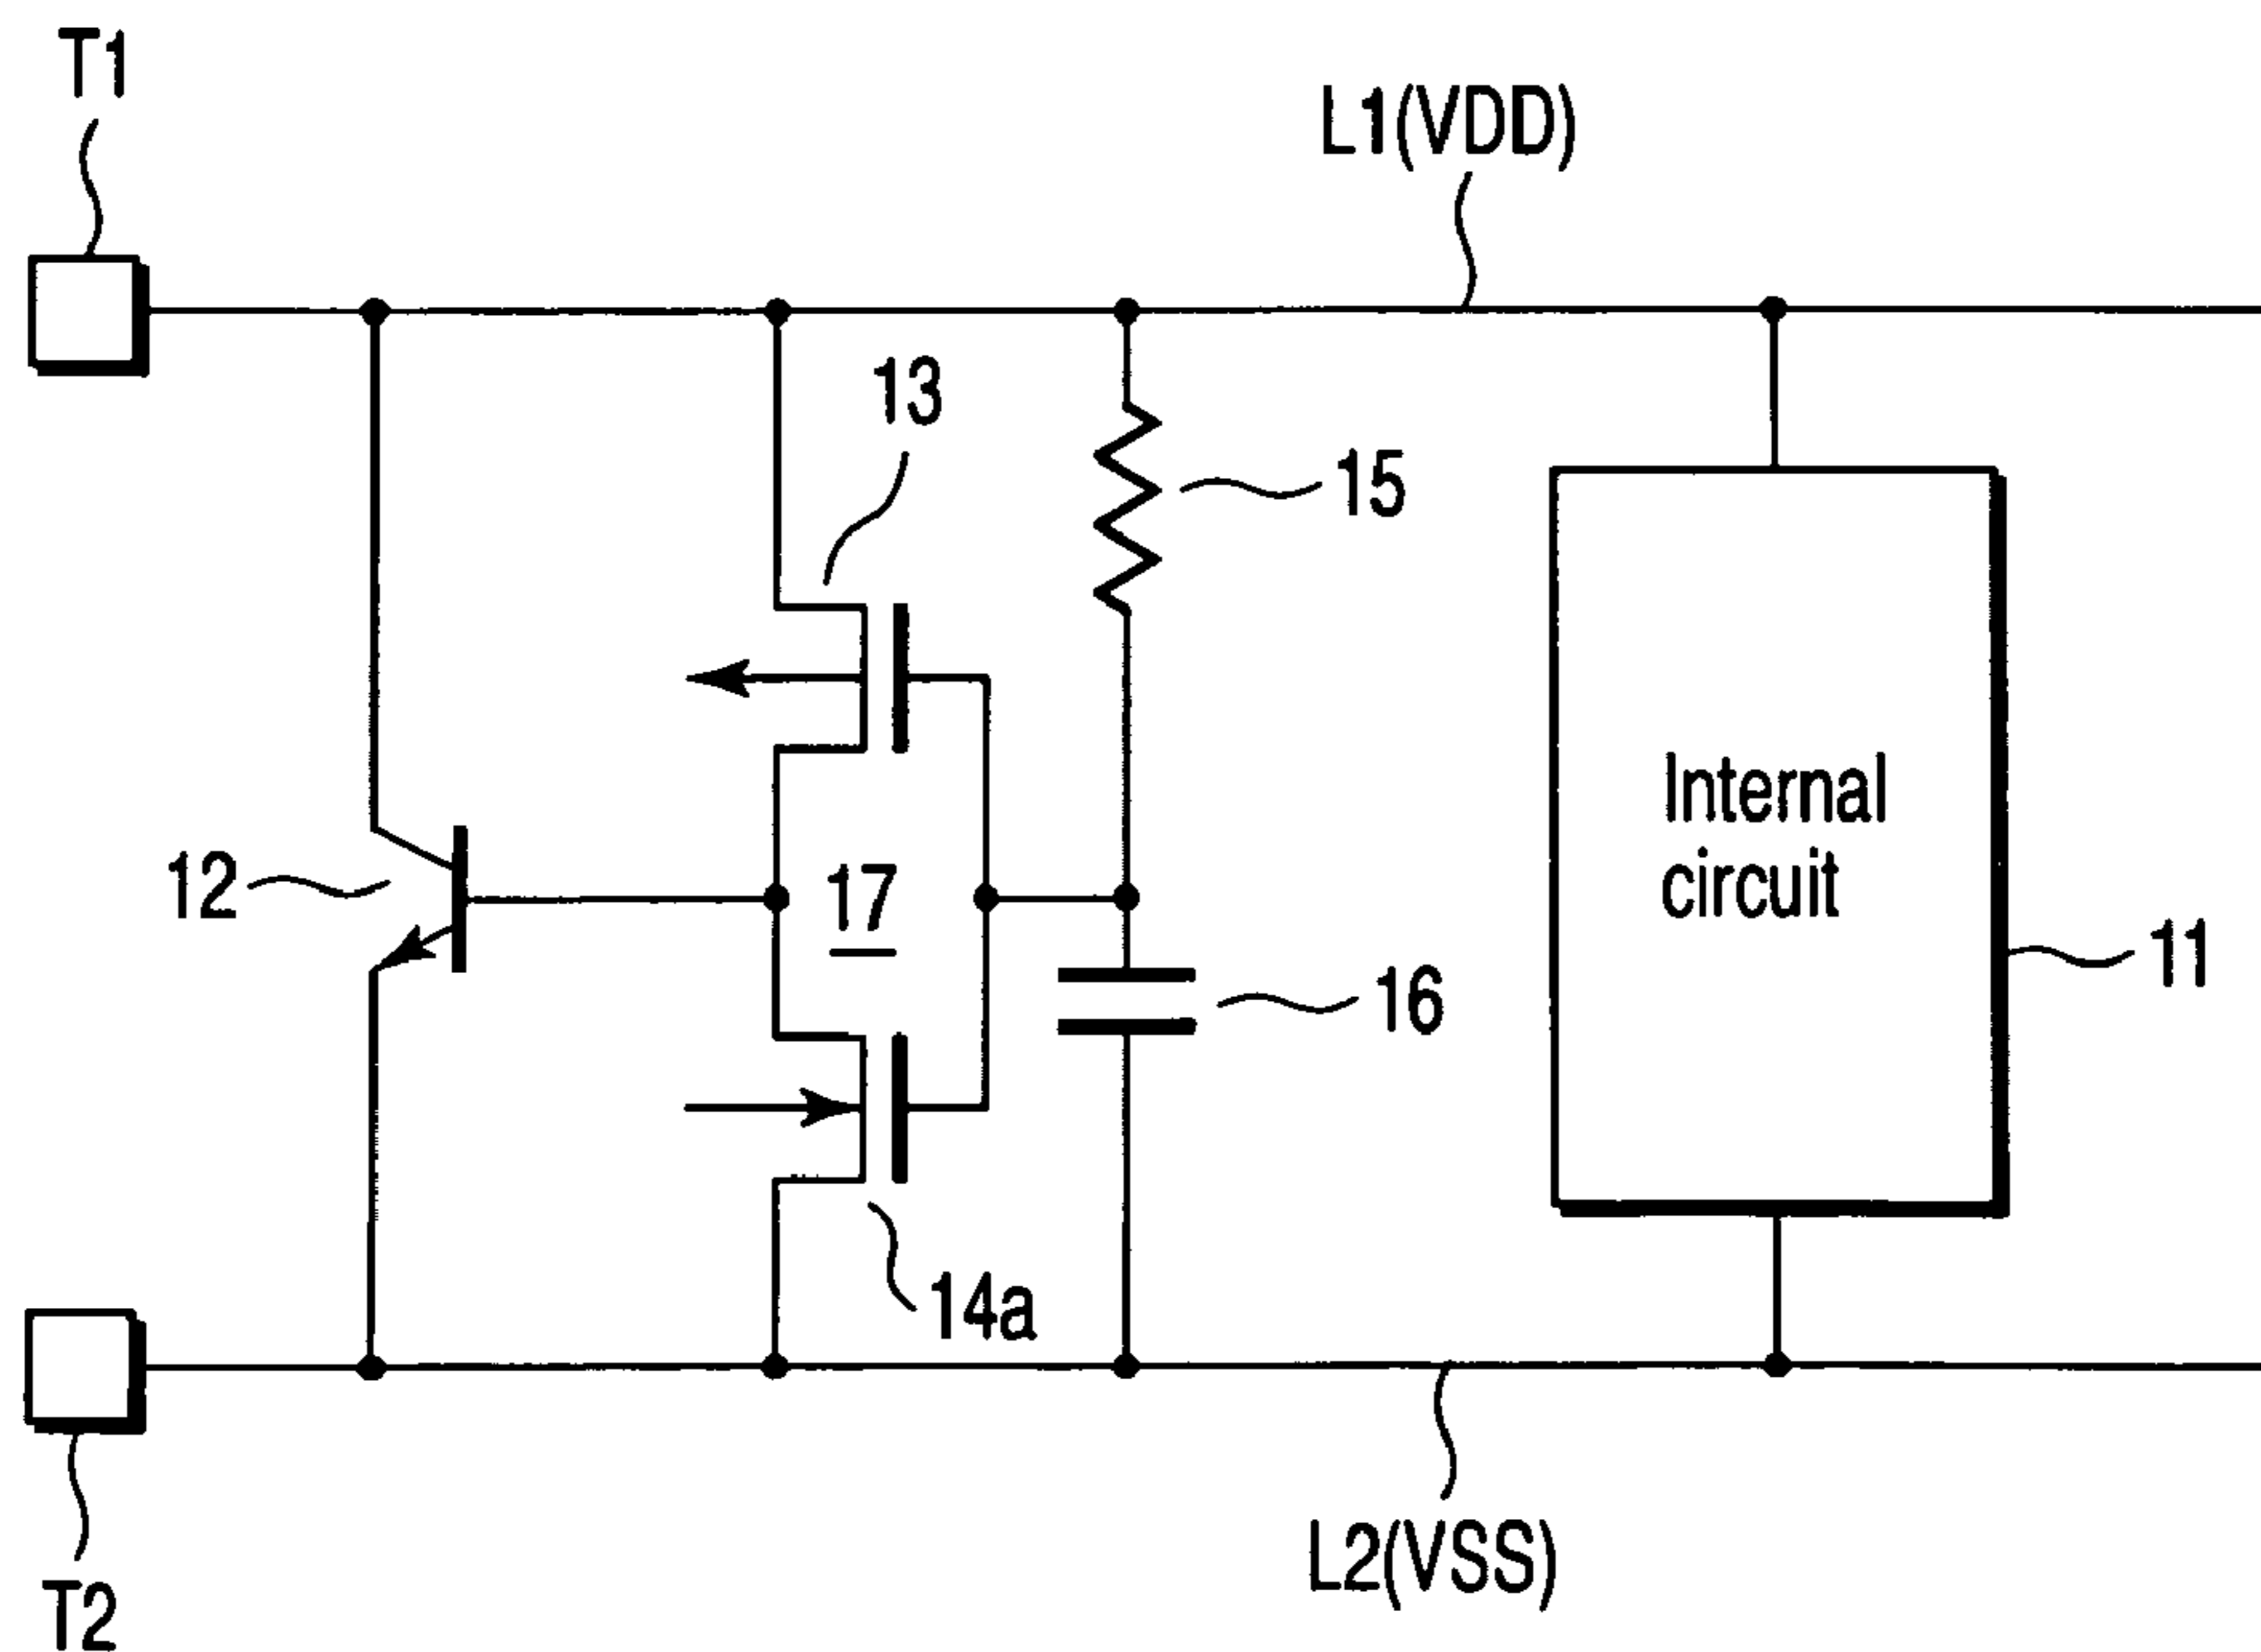 T1
L1(VDD)
13
15
Internal
circuit
12
17
11
16
14a
L2(VSS)
T2